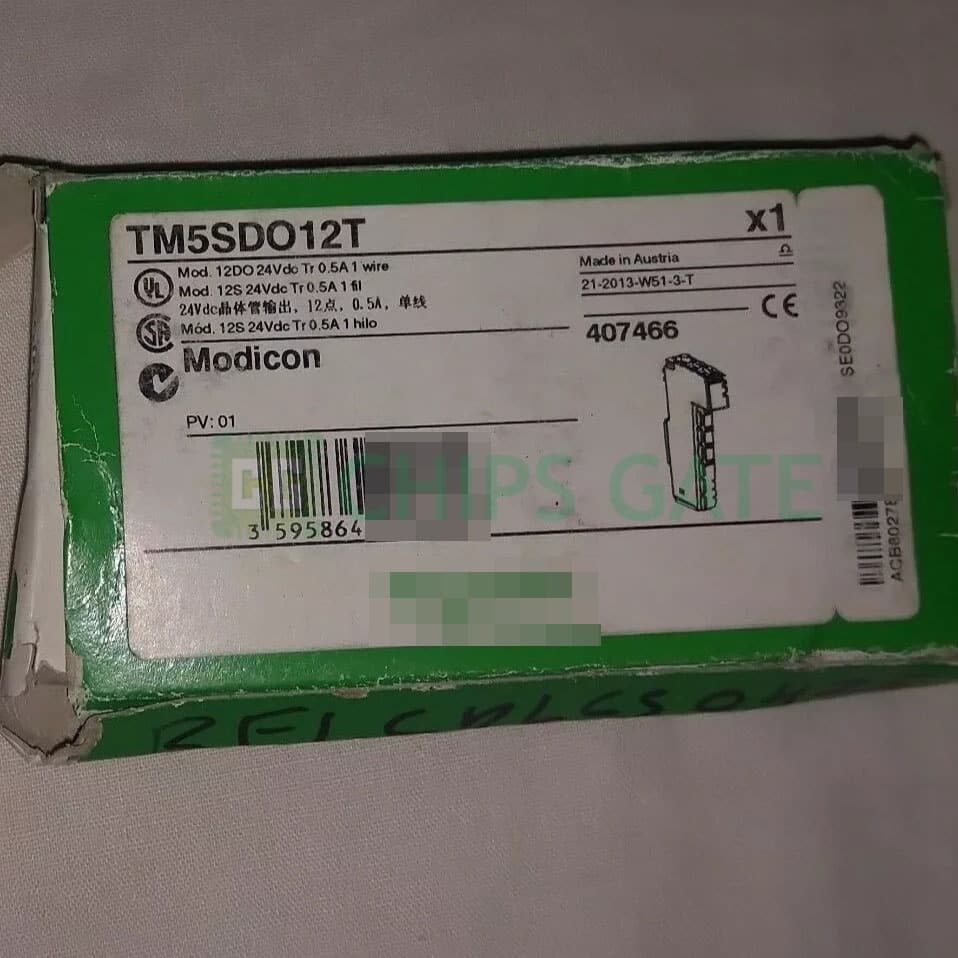 TM5SDO12T
x1
Mod. 12DO 24Vdc Tr 0.5A 1 wire
Mod. 12S 24Vdc Tr 0.5A 1 fil
24Vdc晶体管输出，12点，0.5A，单线
Mód. 12S 24Vdc Tr 0.5A 1 hilo
UL
SA
Modicon
Made in Austria
21-2013-W51-3-T
CE
407466
PV: 01
3 595864
CHIPS GATE
SE0DO9322